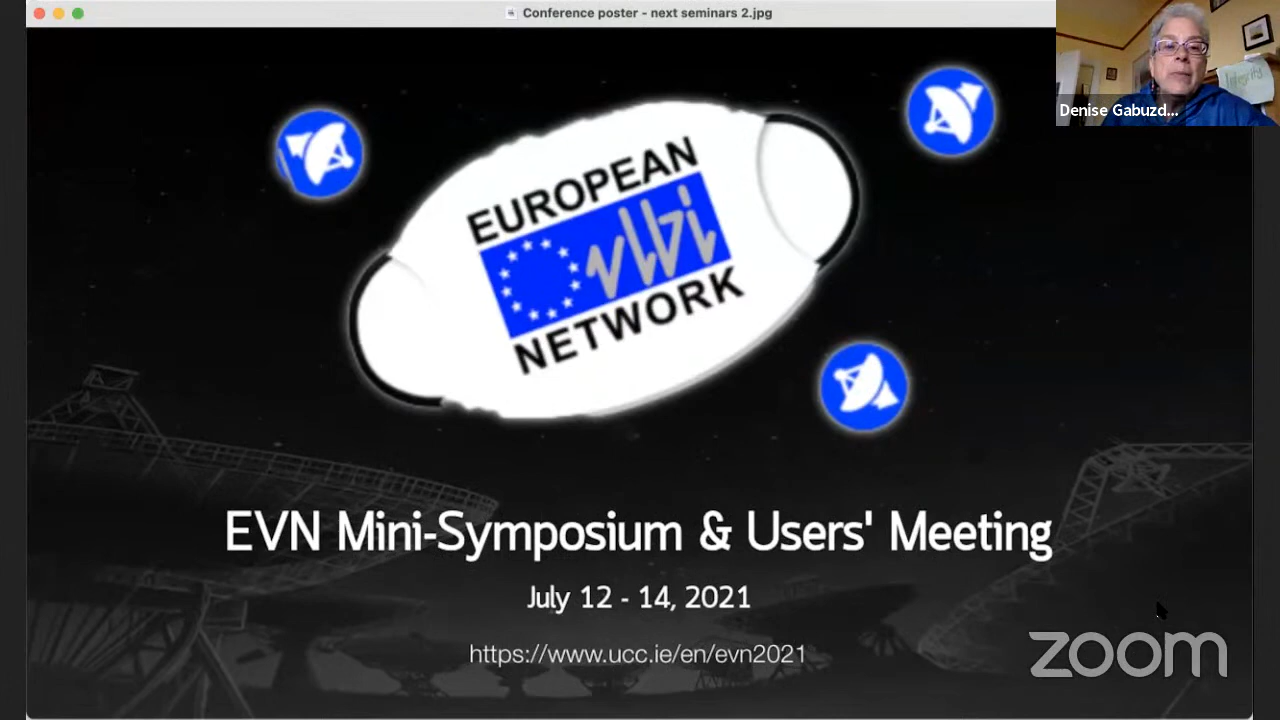 Conference poster - next seminars 2.jpg
Integrity
Denise Gabuzd...
EUROPEAN
vlbi
NETWORK
EVN Mini-Symposium & Users' Meeting
July 12 - 14, 2021
https://www.ucc.ie/en/evn2021
zoom